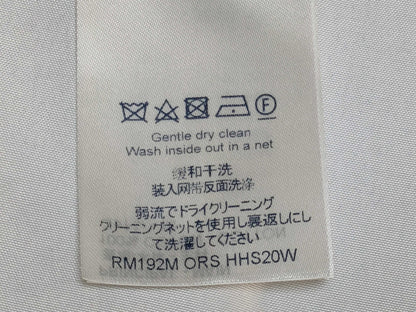 F
Gentle dry clean
Wash inside out in a net
缓和干洗
装入网带反面洗涤
弱流でドライクリーニング
クリーニングネットを使用し裏返しにし
て洗濯してください
RM192M ORS HHS20W